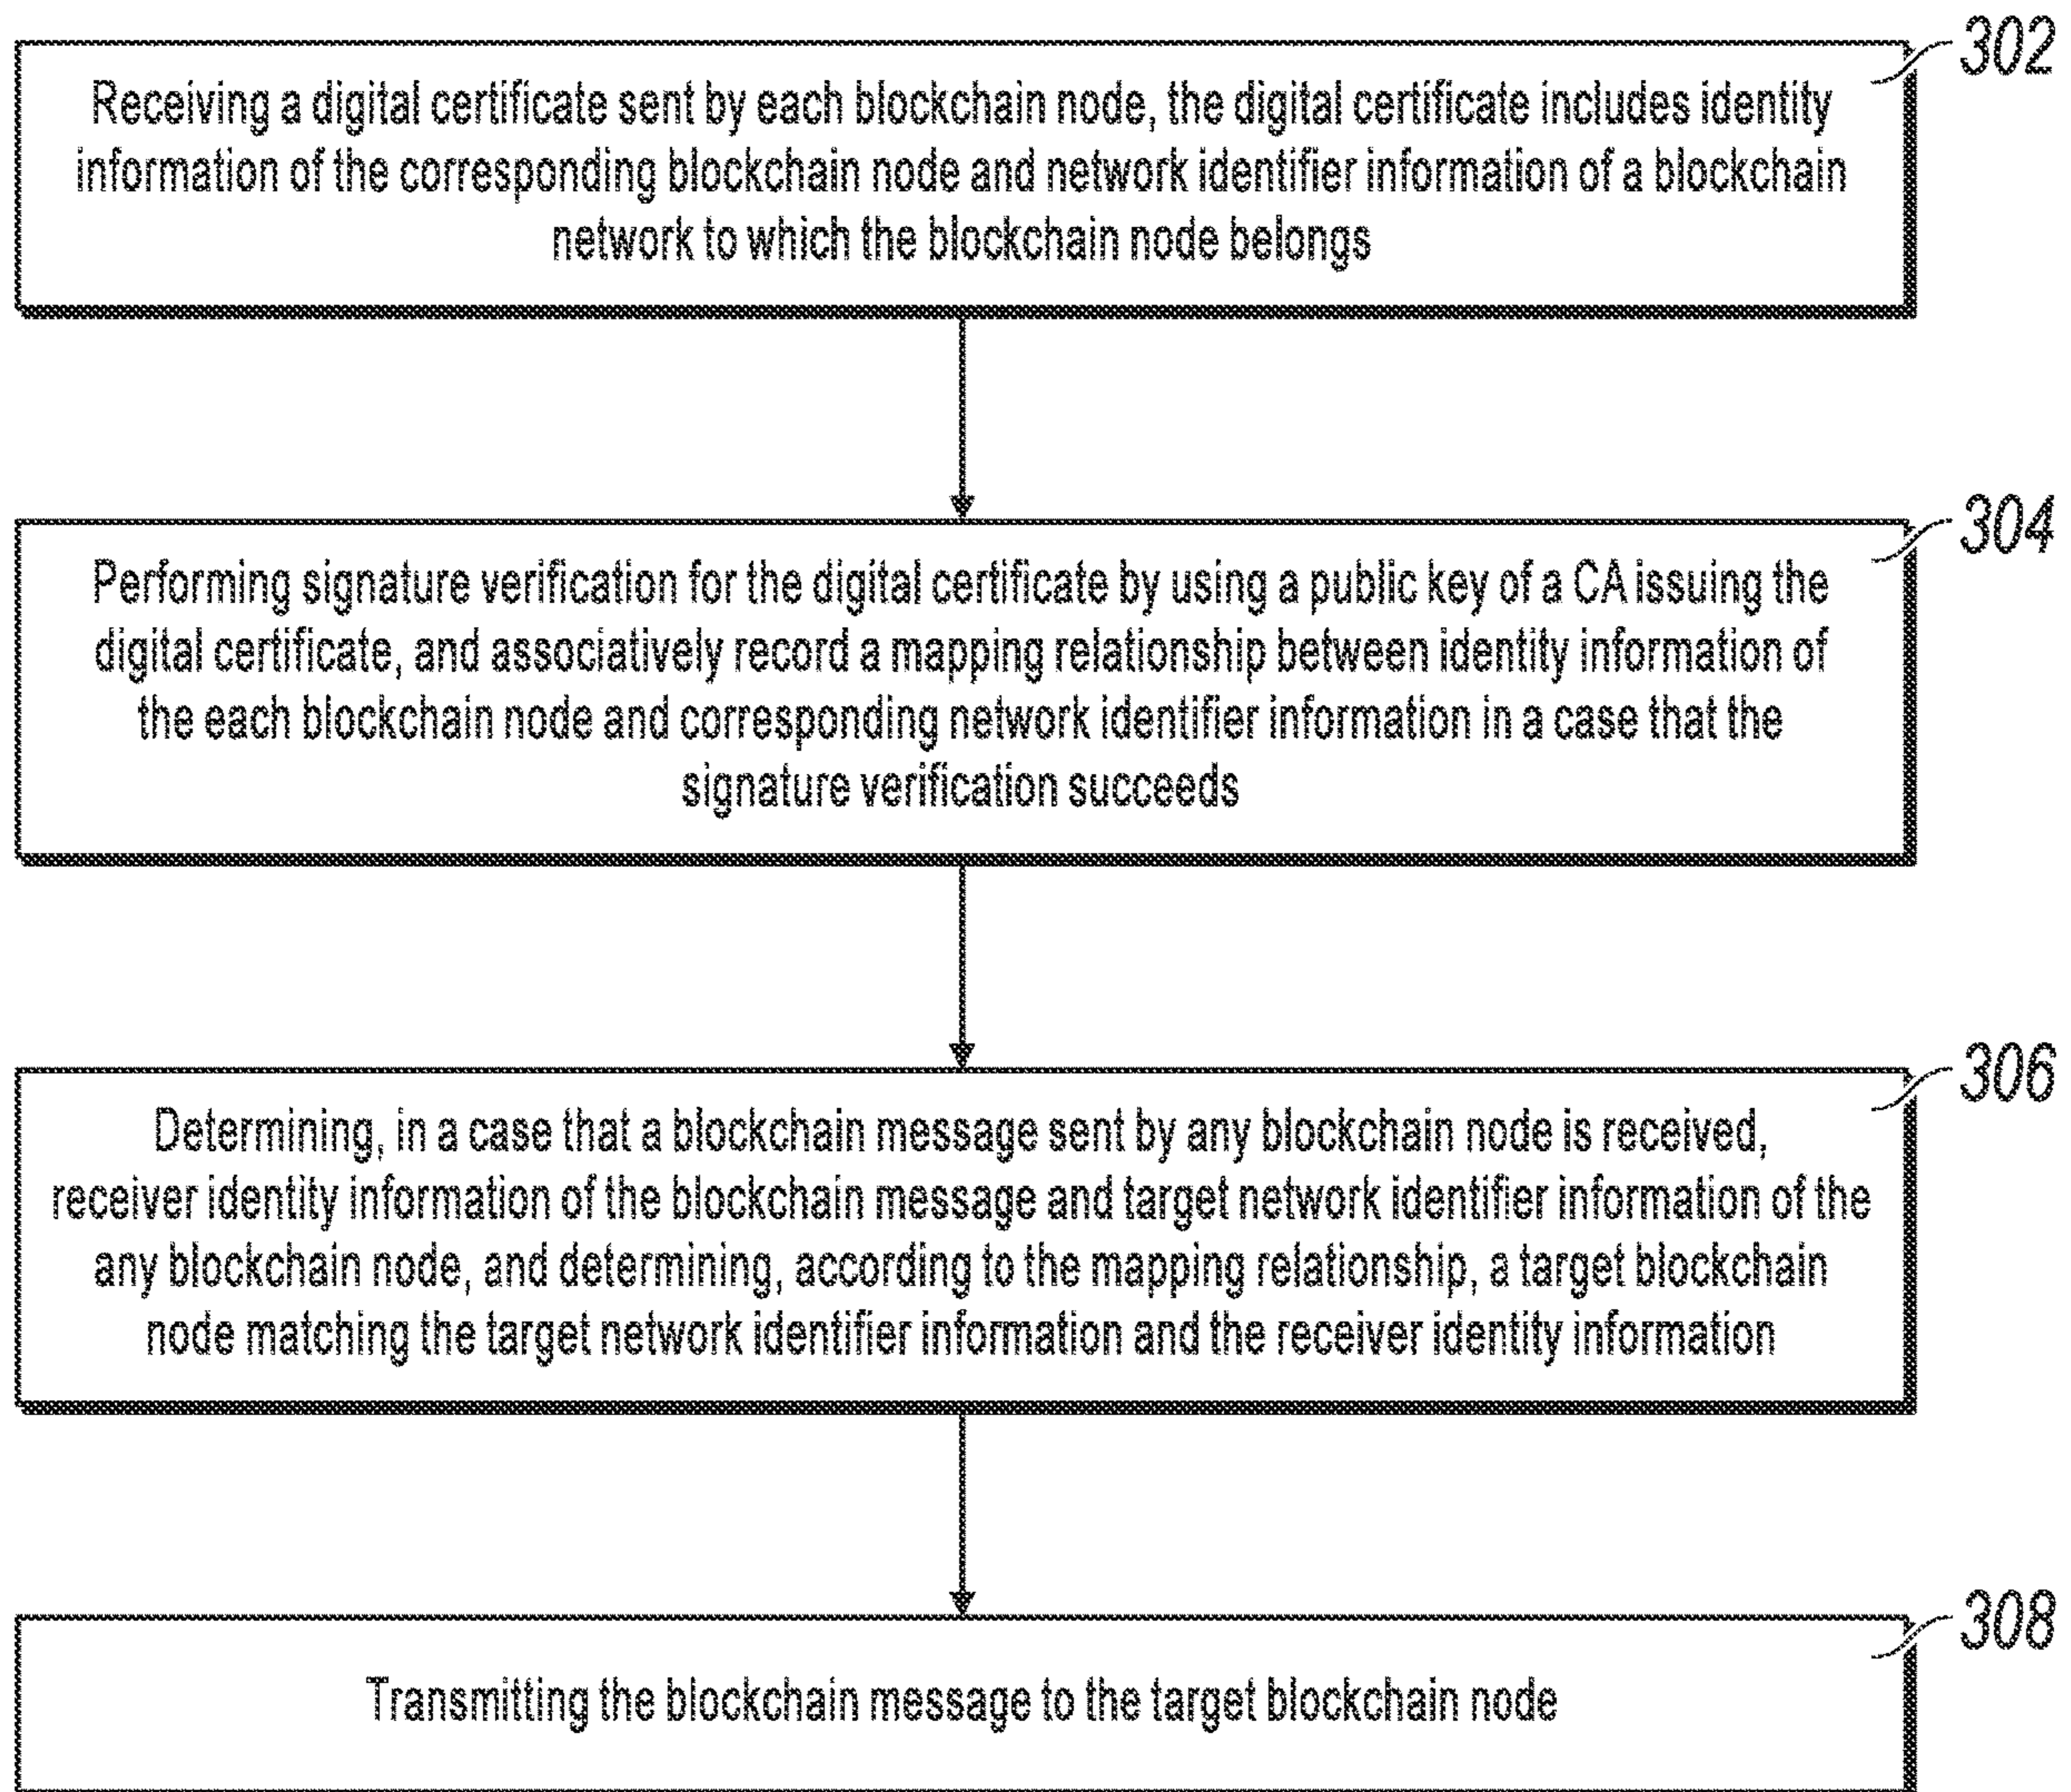 302
Receiving a digital certificate sent by each blockchain node, the digital certificate includes identity
information of the corresponding blockchain node and network identifier information of a blockchain
network to which the blockchain node belongs
304
Performing signature verification for the digital certificate by using a public key of a CA issuing the
digital certificate, and associatively record a mapping relationship between identity information of
the each blockchain node and corresponding network identifier information in a case that the
signature verification succeeds
306
Determining, in a case that a blockchain message sent by any blockchain node is received,
receiver identity information of the blockchain message and target network identifier information of the
any blockchain node, and determining, according to the mapping relationship, a target blockchain
node matching the target network identifier information and the receiver identity information
308
Transmitting the blockchain message to the target blockchain node